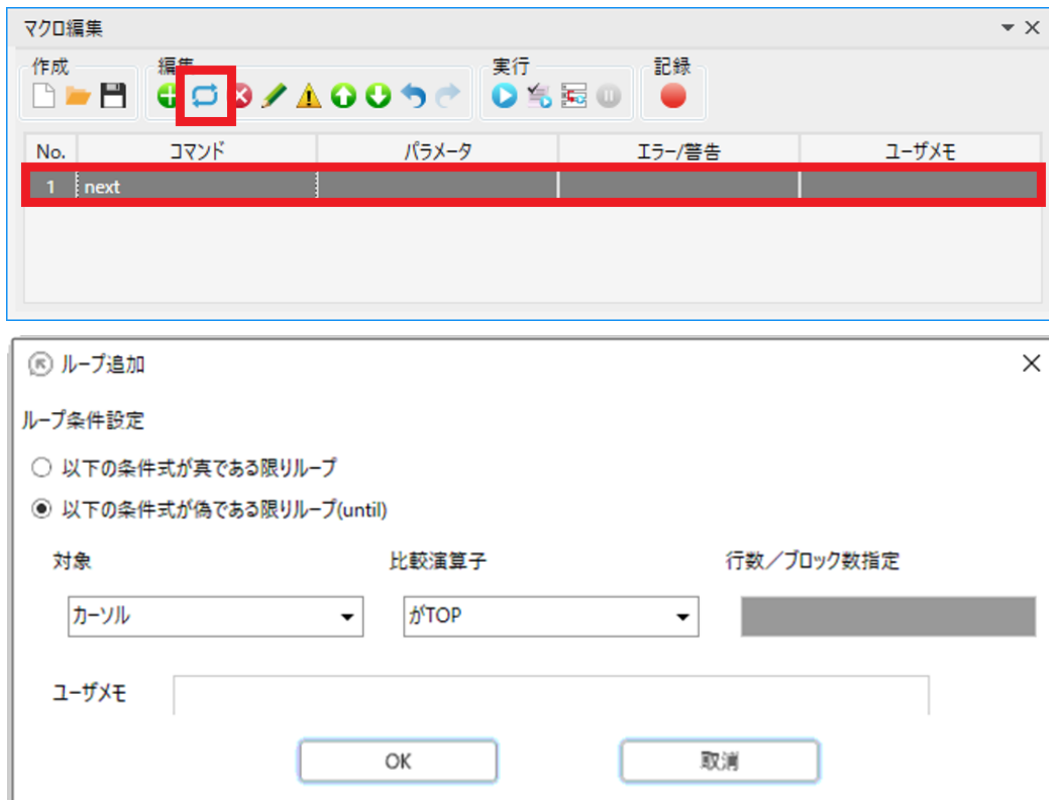 マクロ編集
作成 編集 実行 記録
No. コマンド パラメータ エラー/警告 ユーザメモ
1 next
ループ追加
ループ条件設定
以下の条件式が真である限りループ
以下の条件式が偽である限りループ(until)
対象 比較演算子 行数／ブロック数指定
カーソル がTOP
ユーザメモ
OK 取消